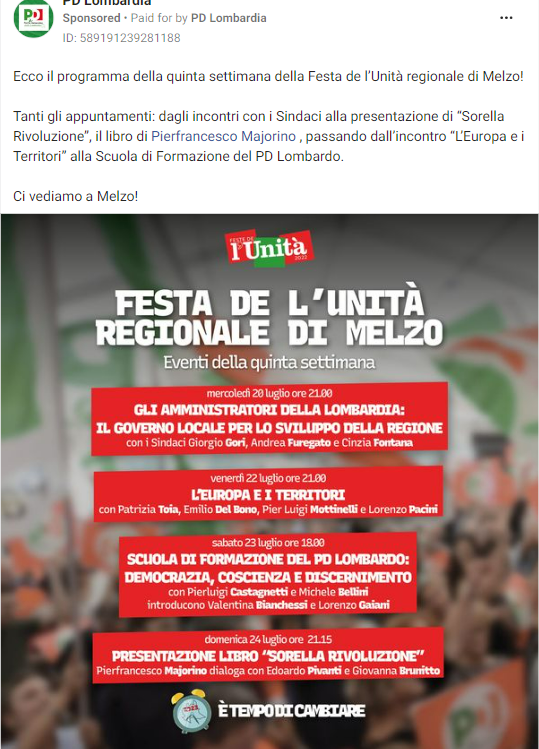 PD Lombardia
Sponsored • Paid for by PD Lombardia
ID: 589191239281188
Ecco il programma della quinta settimana della Festa de l'Unità regionale di Melzo!
Tanti gli appuntamenti: dagli incontri con i Sindaci alla presentazione di "Sorella
Rivoluzione", il libro di Pierfrancesco Majorino , passando dall'incontro "L'Europa e i
Territori" alla Scuola di Formazione del PD Lombardo.
Ci vediamo a Melzo!
FESTE DE
l'Unità
2022
FESTA DE L'UNITÀ
REGIONALE DI MELZO
Eventi della quinta settimana
mercoledì 20 luglio ore 21.00
GLI AMMINISTRATORI DELLA LOMBARDIA:
IL GOVERNO LOCALE PER LO SVILUPPO DELLA REGIONE
con i Sindaci Giorgio Gori, Andrea Furegato e Cinzia Fontana
venerdì 22 luglio ore 21.00
L'EUROPA E I TERRITORI
con Patrizia Toia, Emilio Del Bono, Pier Luigi Mottinelli e Lorenzo Pacini
sabato 23 luglio ore 18.00
SCUOLA DI FORMAZIONE DEL PD LOMBARDO:
DEMOCRAZIA, COSCIENZA E DISCERNIMENTO
con Pierluigi Castagnetti e Michele Bellini
introducono Valentina Bianchessi e Lorenzo Gaiani
domenica 24 luglio ore 21.15
PRESENTAZIONE LIBRO "SORELLA RIVOLUZIONE"
Pierfrancesco Majorino dialoga con Edoardo Pivanti e Giovanna Brunitto
È TEMPO DI CAMBIARE